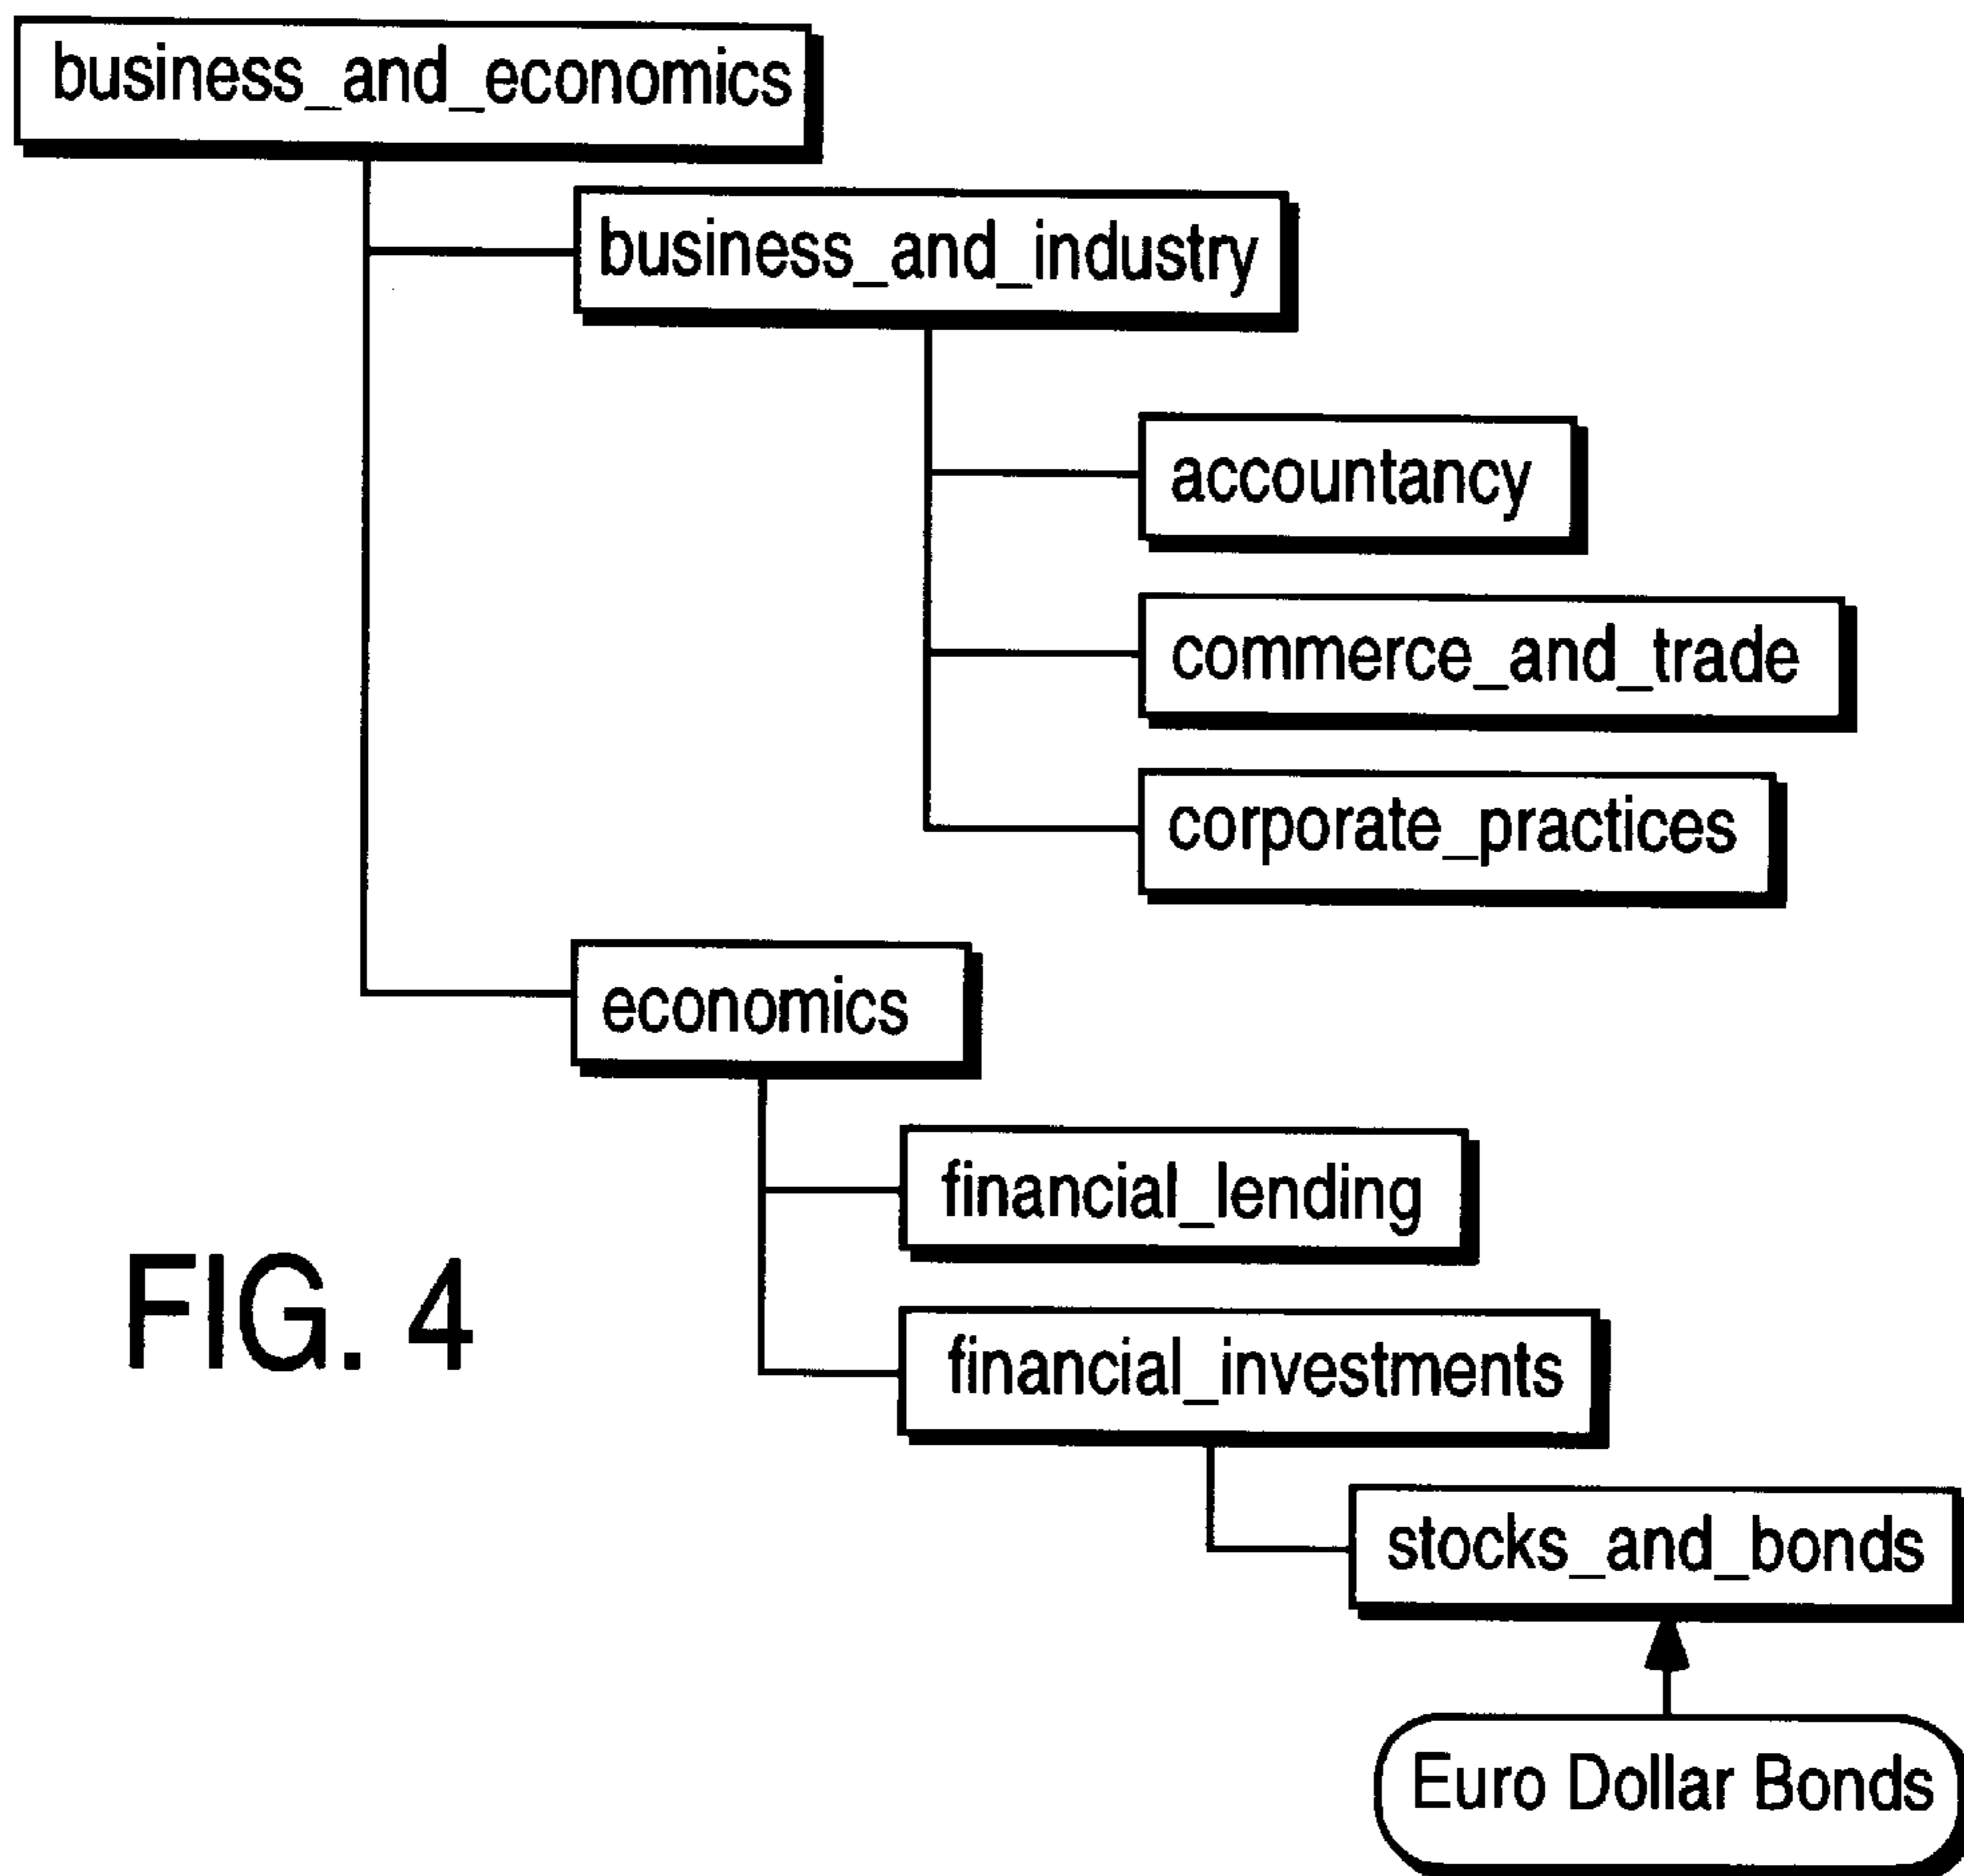 business_and_economics
business_and_industry
accountancy
commerce_and_trade
corporate_practices
economics
financial_lending
FIG. 4
financial_investments
stocks_and_bonds
Euro Dollar Bonds